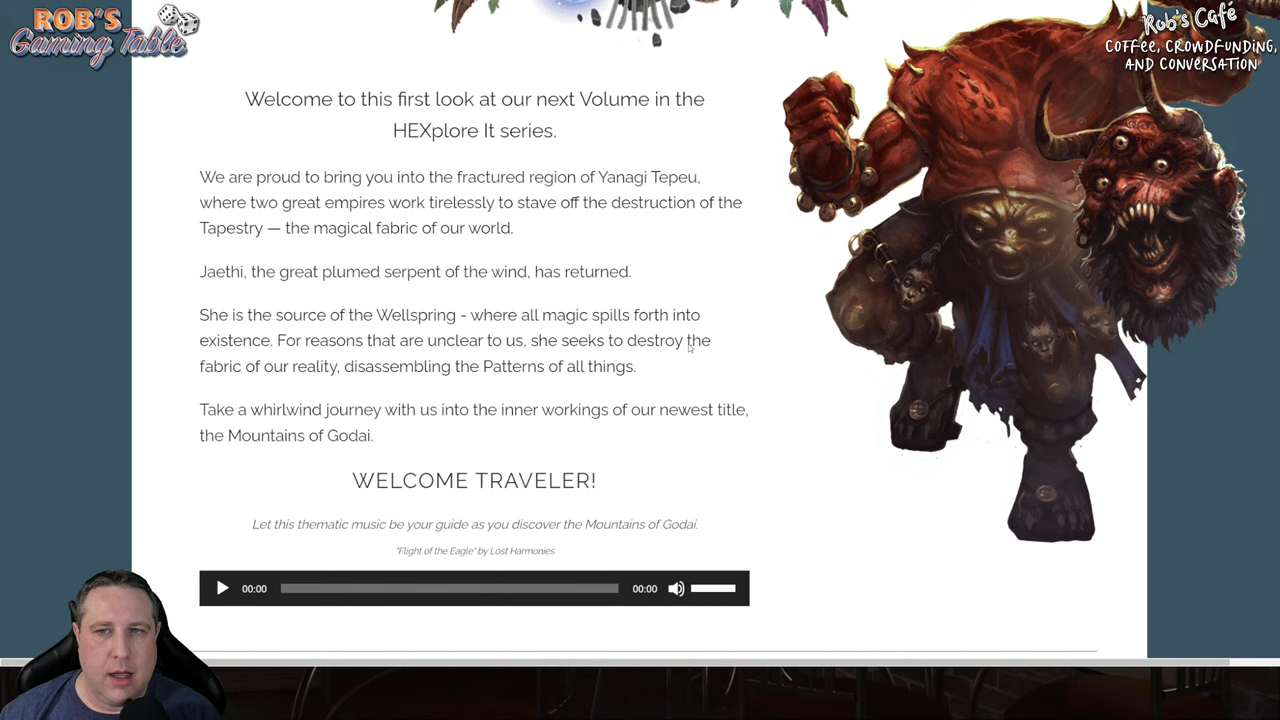 ROB'S
Gaming Table
Rob's Café
COFFEE, CROWDFUNDING,
AND CONVERSATION
Welcome to this first look at our next Volume in the
HEXplore It series.
We are proud to bring you into the fractured region of Yanagi Tepeu,
where two great empires work tirelessly to stave off the destruction of the
Tapestry — the magical fabric of our world.
Jaethi, the great plumed serpent of the wind, has returned.
She is the source of the Wellspring - where all magic spills forth into
existence. For reasons that are unclear to us, she seeks to destroy the
fabric of our reality, disassembling the Patterns of all things.
Take a whirlwind journey with us into the inner workings of our newest title,
the Mountains of Godai.
WELCOME TRAVELER!
Let this thematic music be your guide as you discover the Mountains of Godai.
"Flight of the Eagle" by Lost Harmonies
00:00 00:00